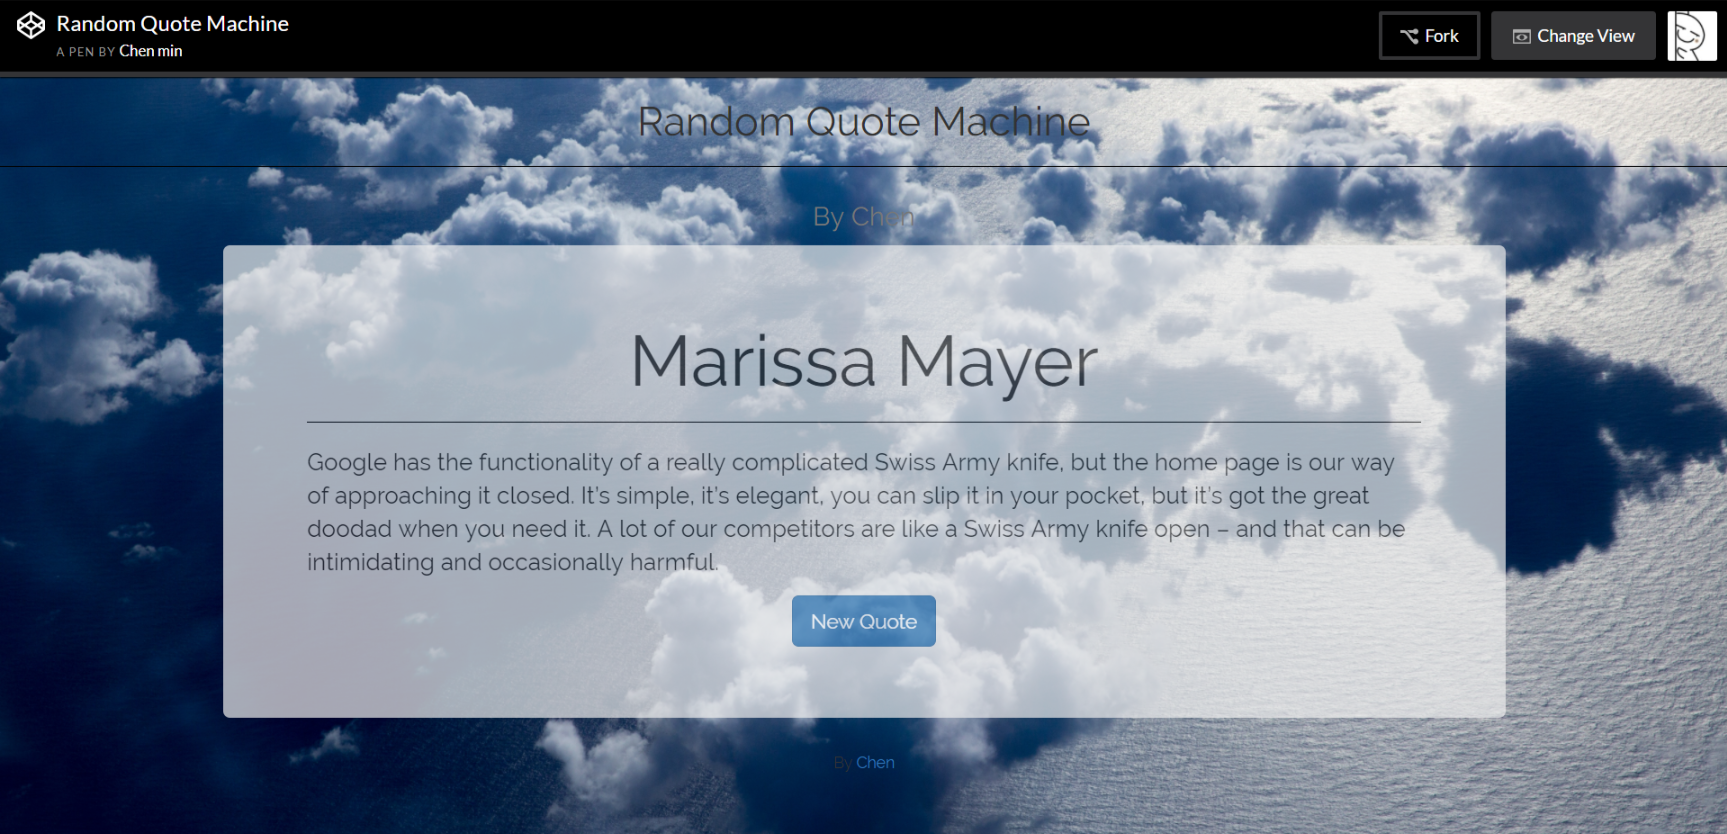 Random Quote Machine
A PEN BY Chen min
Fork
Change View
Random Quote Machine
By Chen
Marissa Mayer
Google has the functionality of a really complicated Swiss Army knife, but the home page is our way
of approaching it closed. It’s simple, it’s elegant, you can slip it in your pocket, but it’s got the great
doodad when you need it. A lot of our competitors are like a Swiss Army knife open – and that can be
intimidating and occasionally harmful.
New Quote
By Chen